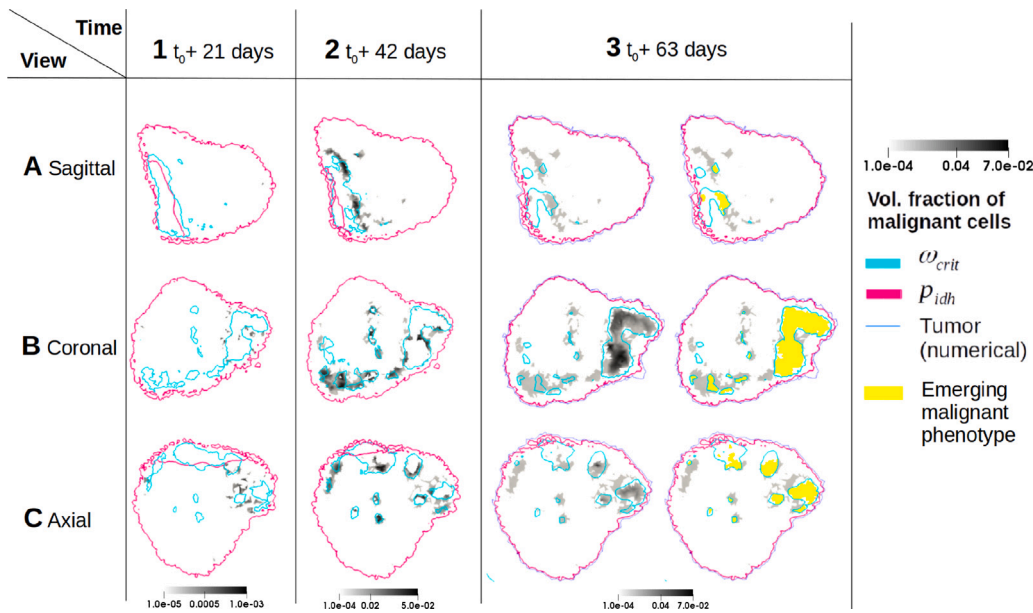 Time
View
1 t0+ 21 days
2 t0+ 42 days
3 t0+ 63 days
A Sagittal
B Coronal
C Axial
1.0e-04 0.04 7.0e-02
Vol. fraction of
malignant cells
ωcrit
pidh
Tumor
(numerical)
Emerging
malignant
phenotype
1.0e-05 0.0005 1.0e-03
1.0e-04 0.02 5.0e-02
1.0e-04 0.04 7.0e-02